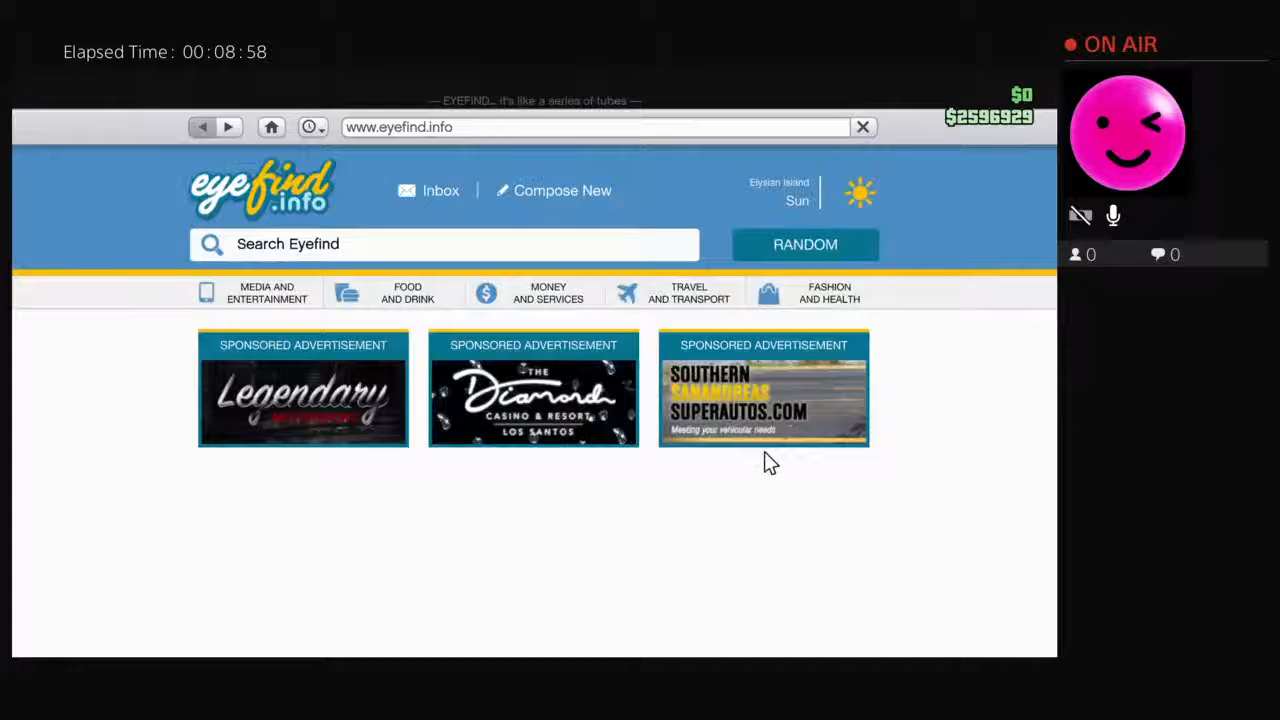 Elapsed Time: 00:08:58
ON AIR
— EYEFIND... it's like a series of tubes —
$0
$2596929
www.eyefind.info
eyefind
.info
Inbox
Compose New
Elysian Island
Sun
Search Eyefind
RANDOM
0
0
MEDIA AND
ENTERTAINMENT
FOOD
AND DRINK
MONEY
AND SERVICES
TRAVEL
AND TRANSPORT
FASHION
AND HEALTH
SPONSORED ADVERTISEMENT
Legendary
MOTORSPORT
SPONSORED ADVERTISEMENT
THE
Diamond
CASINO & RESORT
LOS SANTOS
SPONSORED ADVERTISEMENT
SOUTHERN
SANANDREAS
SUPERAUTOS.COM
Meeting your vehicular needs